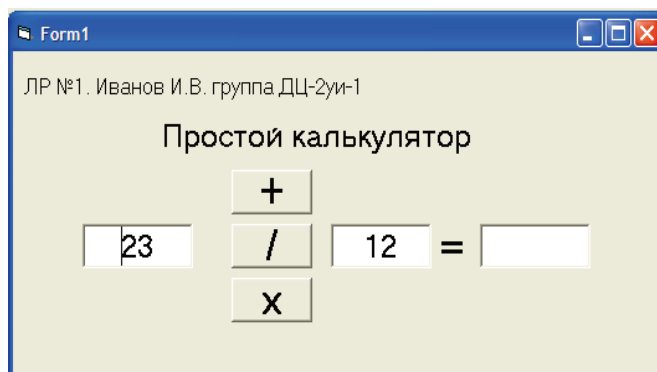 Form1
ЛР №1. Иванов И.В. группа ДЦ-2уи-1
Простой калькулятор
+
23 / 12 =
x